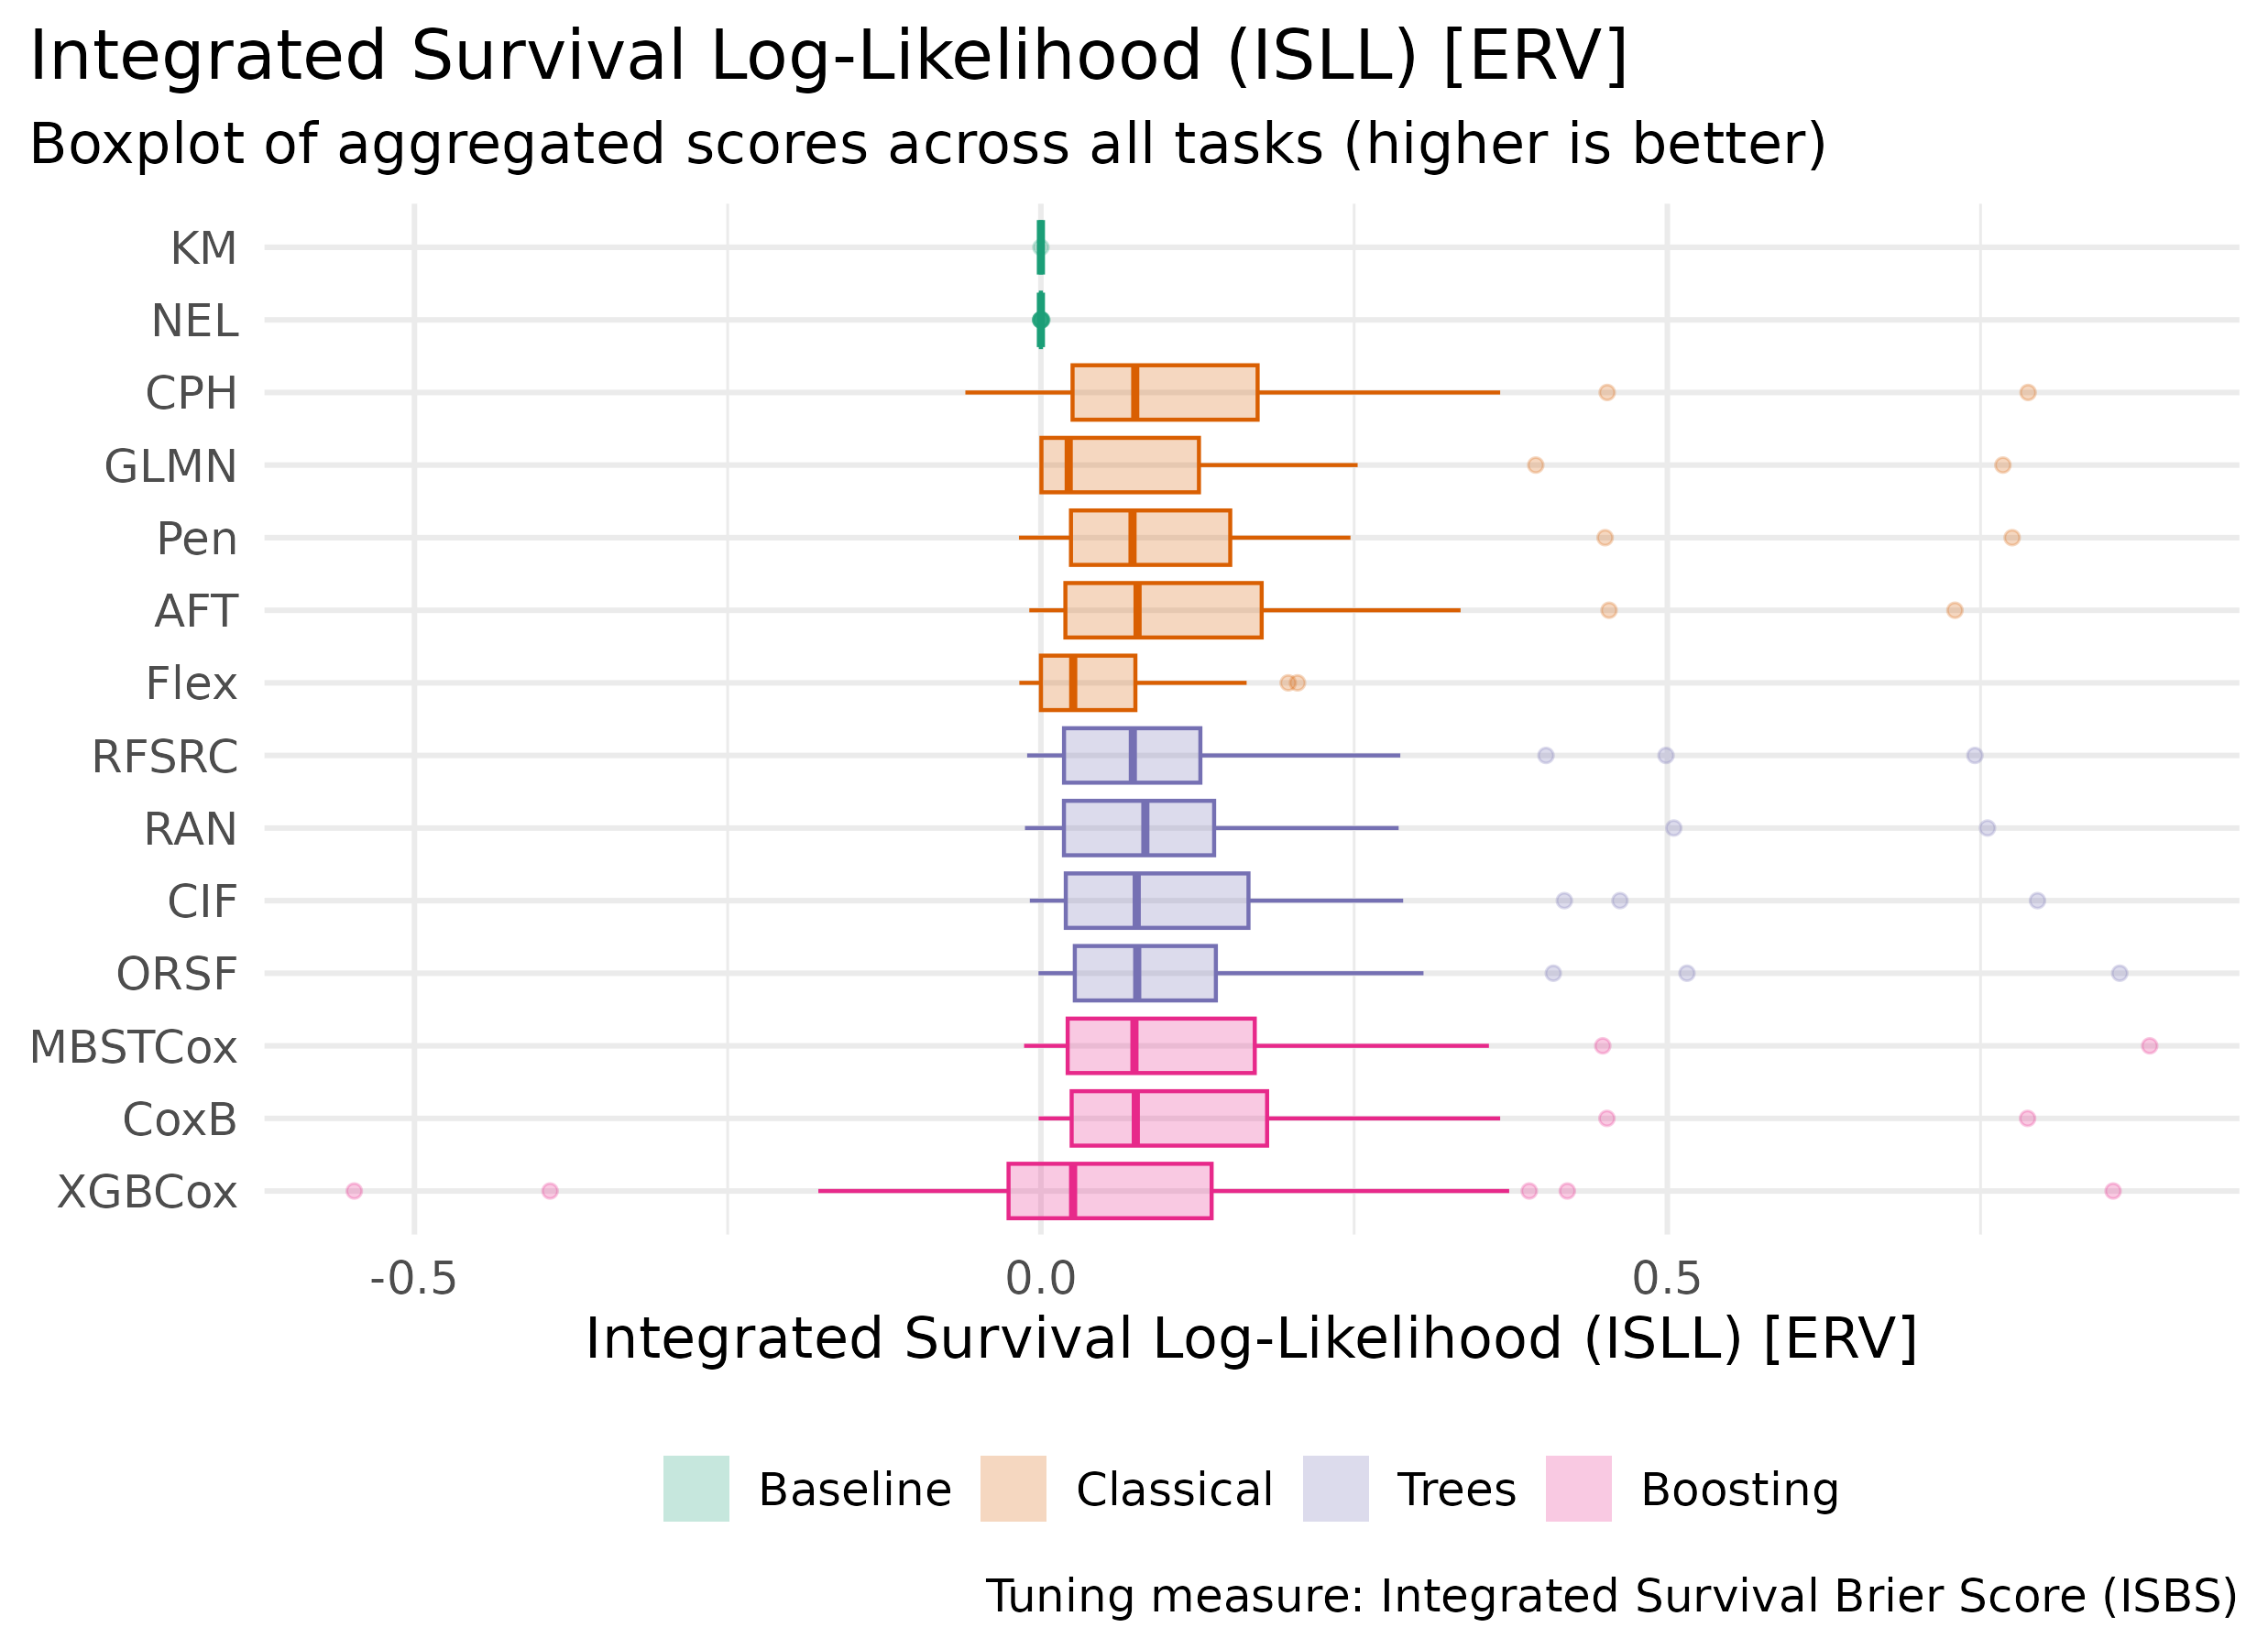 Integrated Survival Log-Likelihood (ISLL) [ERV]
Boxplot of aggregated scores across all tasks (higher is better)
KM
NEL
CPH
GLMN
Pen
AFT
Flex
RFSRC
RAN
CIF
ORSF
MBSTCox
CoxB
XGBCox
-0.5 0.0 0.5
Integrated Survival Log-Likelihood (ISLL) [ERV]
Baseline Classical Trees Boosting
Tuning measure: Integrated Survival Brier Score (ISBS)